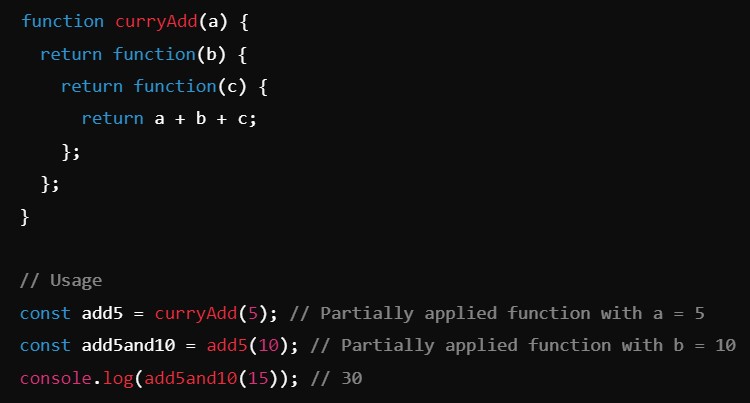 function curryAdd(a) {
  return function(b) {
    return function(c) {
      return a + b + c;
    };
  };
}

// Usage
const add5 = curryAdd(5); // Partially applied function with a = 5
const add5and10 = add5(10); // Partially applied function with b = 10
console.log(add5and10(15)); // 30